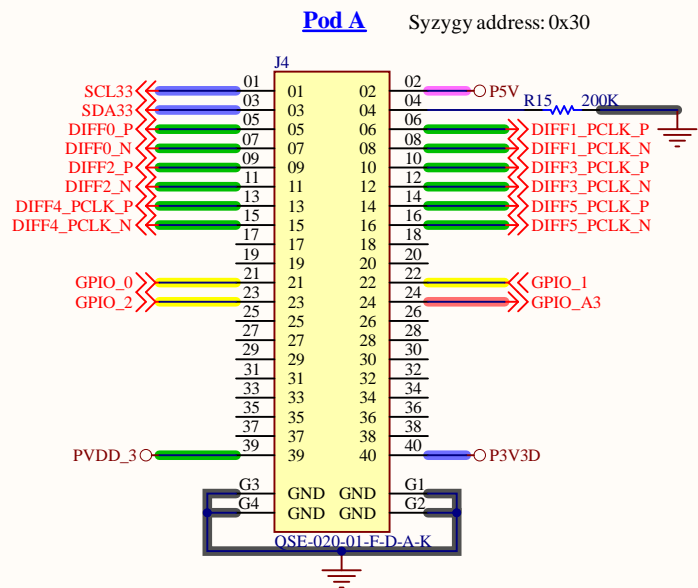 Pod A Syzygy address: 0x30
J4
SCL33 01 01 02 02 P5V
SDA33 03 03 04 04 R15 200K
DIFF0_P 05 05 06 06 DIFF1_PCLK_P
DIFF0_N 07 07 08 08 DIFF1_PCLK_N
DIFF2_P 09 09 10 10 DIFF3_PCLK_P
DIFF2_N 11 11 12 12 DIFF3_PCLK_N
DIFF4_PCLK_P 13 13 14 14 DIFF5_PCLK_P
DIFF4_PCLK_N 15 15 16 16 DIFF5_PCLK_N
17 17 18 18
19 19 20 20
GPIO_0 21 21 22 22 GPIO_1
GPIO_2 23 23 24 24 GPIO_A3
25 25 26 26
27 27 28 28
29 29 30 30
31 31 32 32
33 33 34 34
35 35 36 36
37 37 38 38
PVDD_3 39 39 40 40 P3V3D
G3 GND GND G1
G4 GND GND G2
QSE-020-01-F-D-A-K